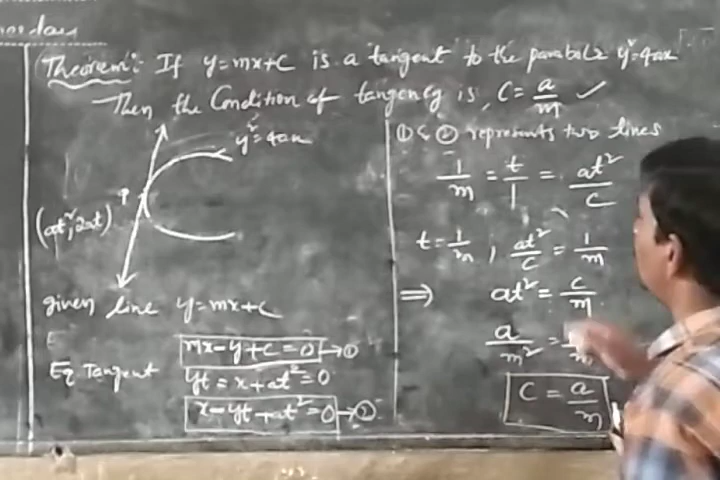 Theorem: If y=mx+c is a tangent to the parabola y²=4ax
Then the Condition of tangency is, C = a/m ✓
y²=4ax
P
(at², 2at)
given line y=mx+c
mx-y+c=0 →①
Eq Tangent yt = x+at²=0
x-yt+at²=0 →②
① & ② represents two lines
1/m = t/1 = at²/c
t=1/m, at²/c = 1/m
⇒ at² = c/m
a/m² =
C = a/m